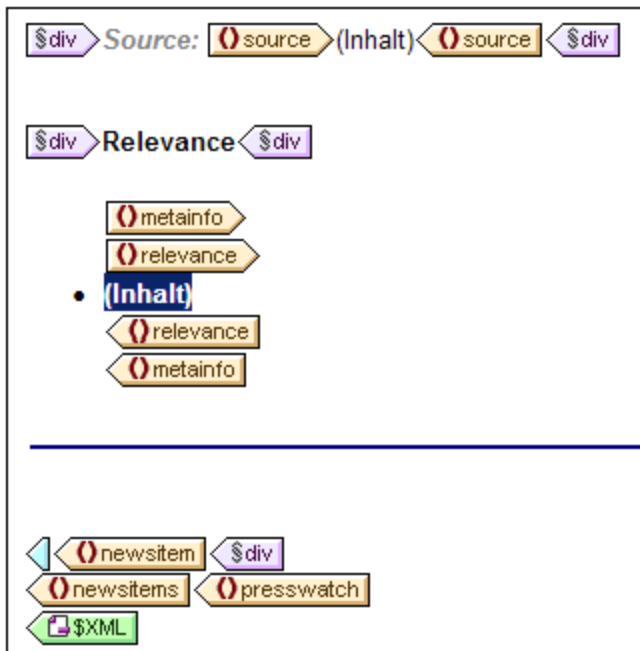 §div Source: ()source (Inhalt) ()source §div
§div Relevance §div
()metainfo
()relevance
• (Inhalt)
()relevance
()metainfo
()newsitem §div
()newsitems ()presswatch
$XML